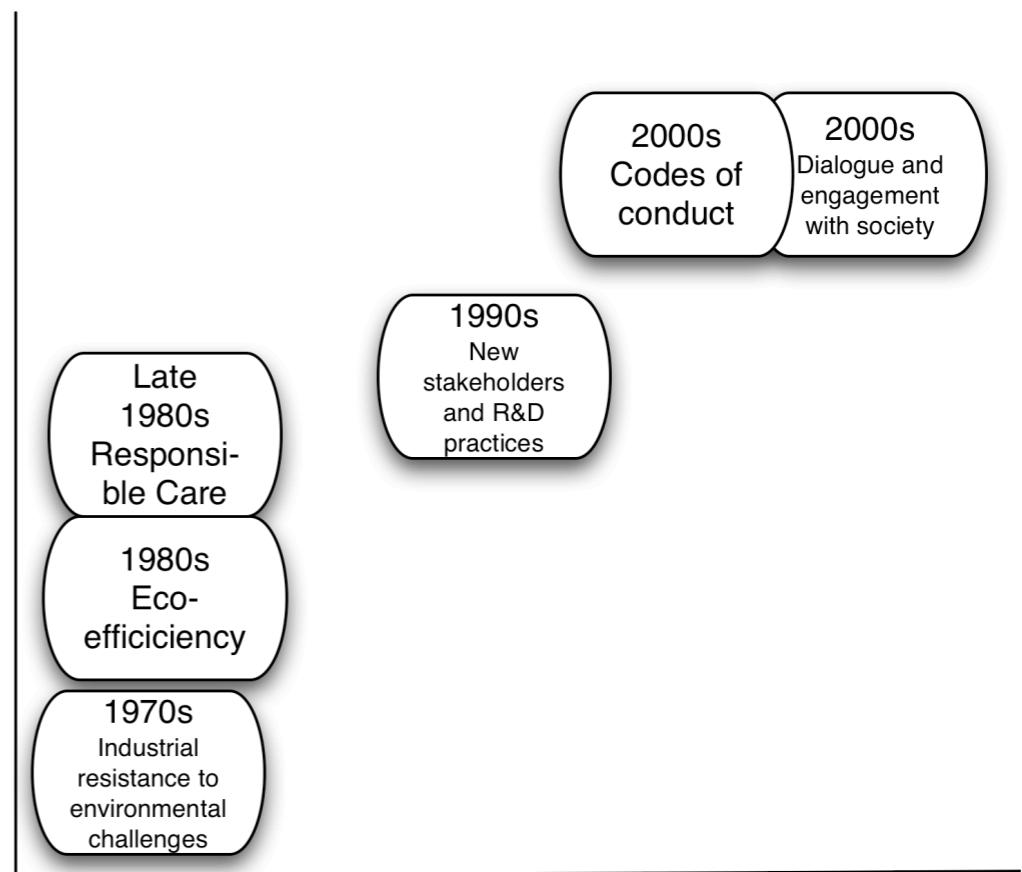 2000s
Codes of
conduct
2000s
Dialogue and
engagement
with society
1990s
New
stakeholders
and R&D
practices
Late
1980s
Responsi-
ble Care
1980s
Eco-
efficiciency
1970s
Industrial
resistance to
environmental
challenges